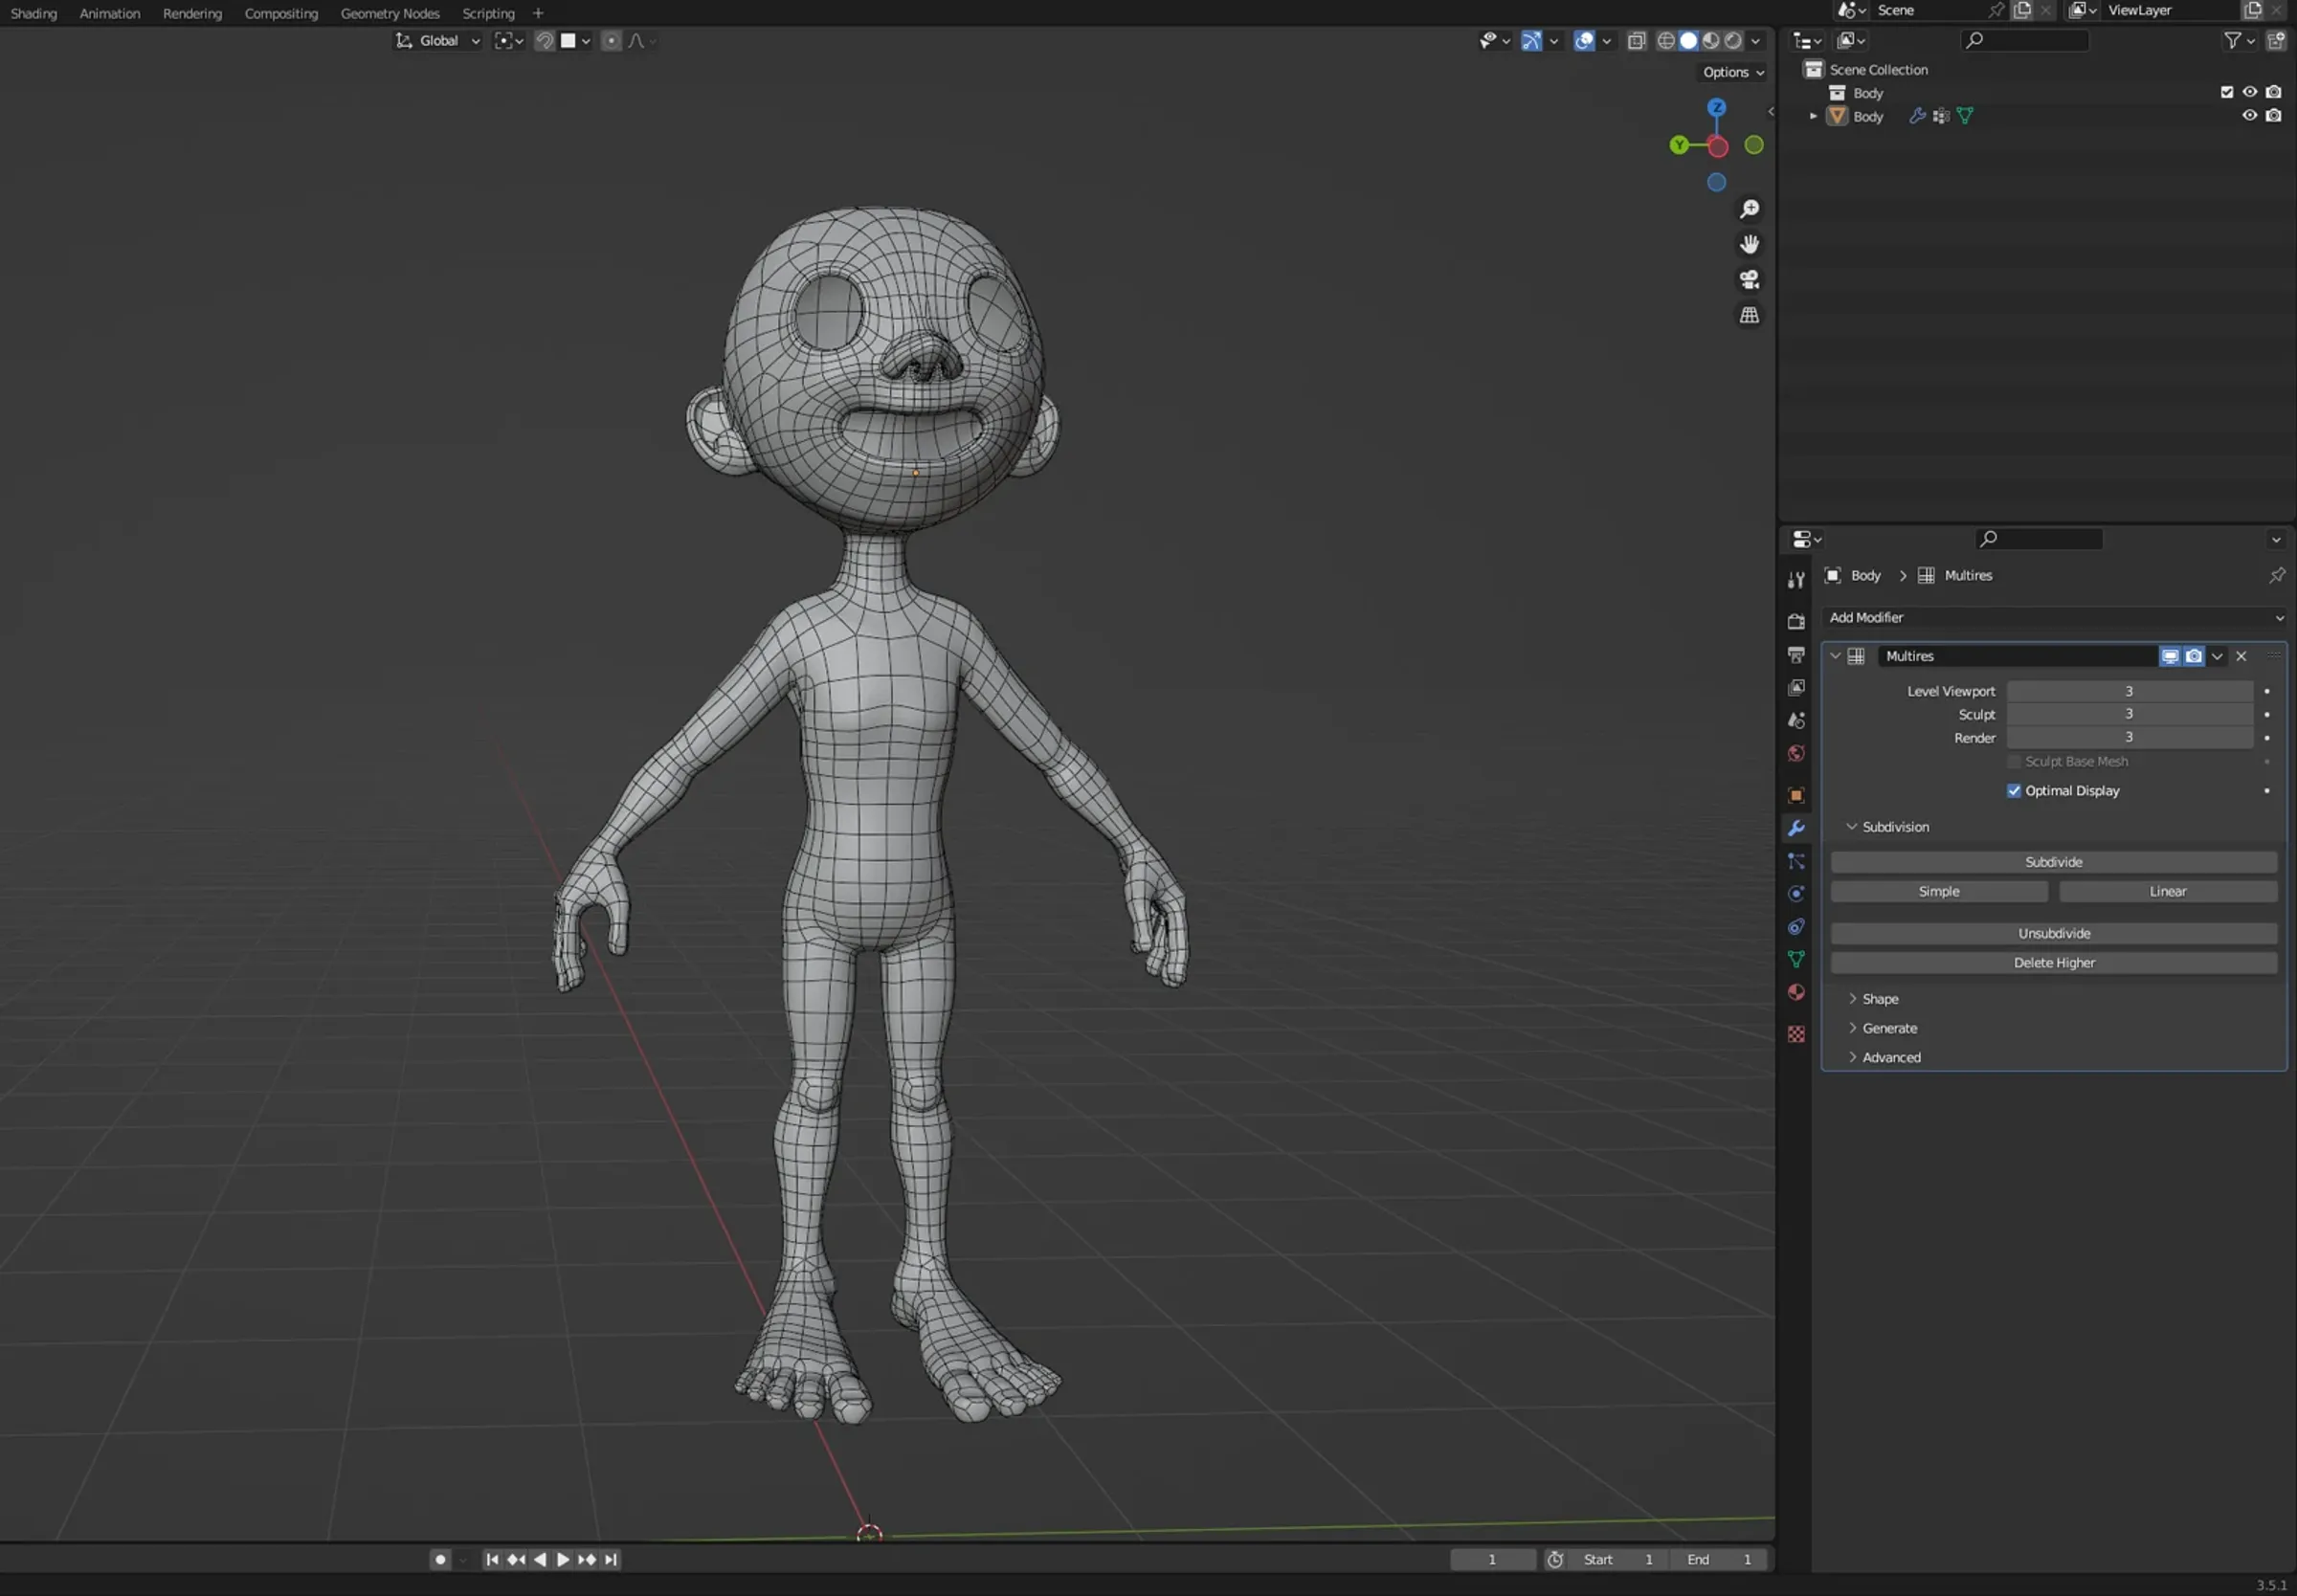 Shading Animation Rendering Compositing Geometry Nodes Scripting +
Scene ViewLayer
Global
Options
Z
Y
Scene Collection
Body
Body
Body > Multires
Add Modifier
Multires
Level Viewport 3
Sculpt 3
Render 3
Sculpt Base Mesh
Optimal Display
Subdivision
Subdivide
Simple Linear
Unsubdivide
Delete Higher
Shape
Generate
Advanced
1 Start 1 End 1
3.5.1